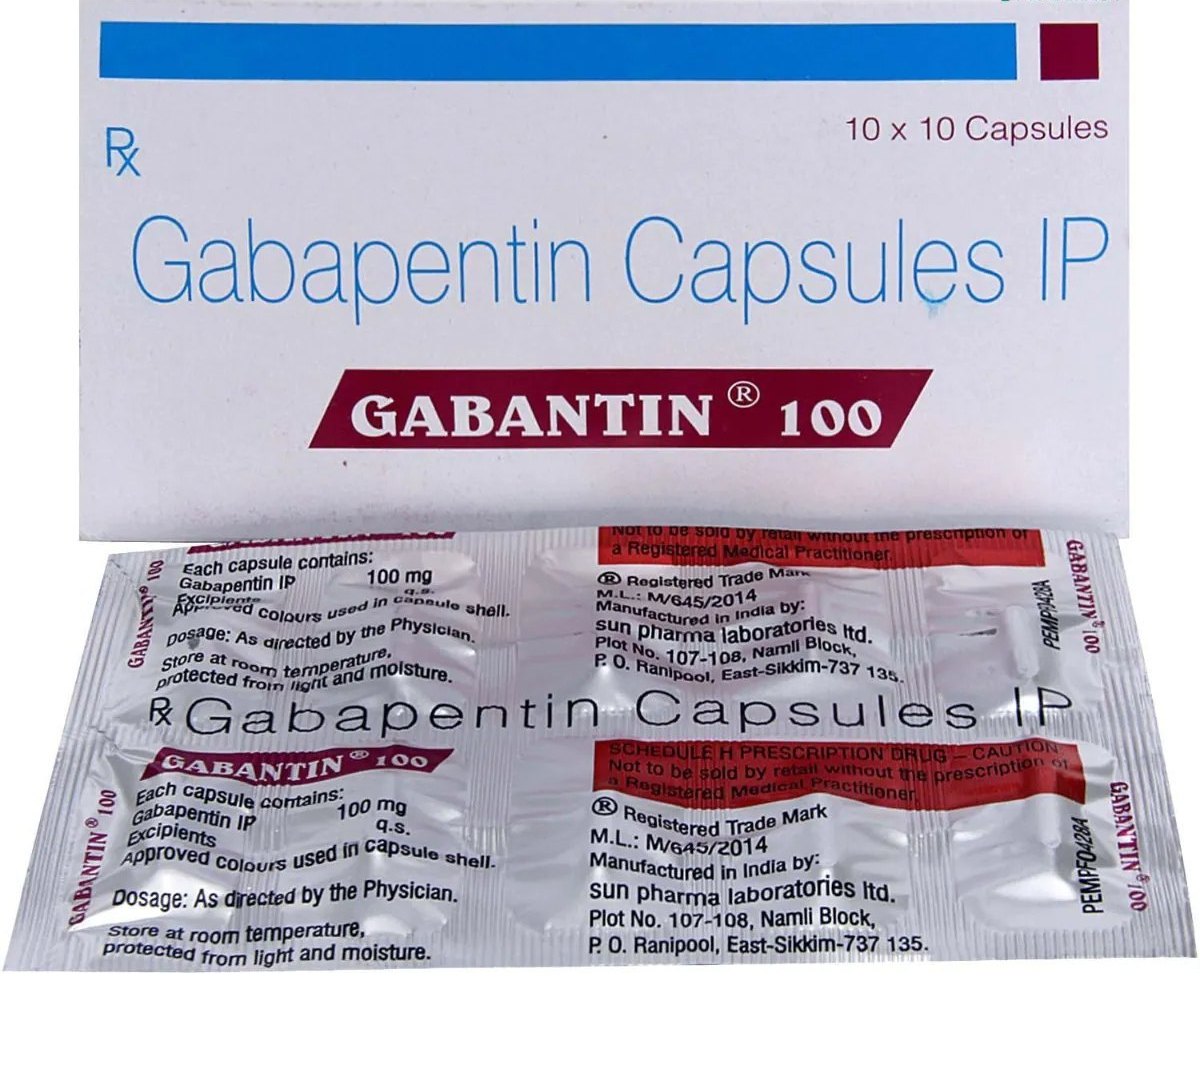 Rx
10 x 10 Capsules
Gabapentin Capsules IP
GABANTIN® 100
Not to be sold by retail without the prescription of
a Registered Medical Practitioner.
GABANTIN® 100
Each capsule contains:
Gabapentin IP 100 mg
Excipients q.s.
Approved colours used in capsule shell.
Dosage: As directed by the Physician.
Store at room temperature,
protected from light and moisture.
® Registered Trade Mark
M.L.: M/645/2014
Manufactured in India by:
sun pharma laboratories ltd.
Plot No. 107-108, Namli Block,
P. O. Ranipool, East-Sikkim-737 135.
GABANTIN® 100
Rx Gabapentin Capsules IP
GABANTIN® 100
SCHEDULE H PRESCRIPTION DRUG – CAUTION
Not to be sold by retail without the prescription of
a Registered Medical Practitioner.
GABANTIN® 100
Each capsule contains:
Gabapentin IP 100 mg
Excipients q.s.
Approved colours used in capsule shell.
Dosage: As directed by the Physician.
Store at room temperature,
protected from light and moisture.
® Registered Trade Mark
M.L.: M/645/2014
Manufactured in India by:
sun pharma laboratories ltd.
Plot No. 107-108, Namli Block,
P. O. Ranipool, East-Sikkim-737 135.
PEMPF0428A
GABANTIN® 100